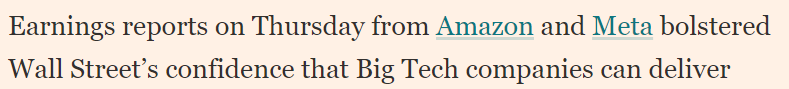 Earnings reports on Thursday from Amazon and Meta bolstered
Wall Street’s confidence that Big Tech companies can deliver